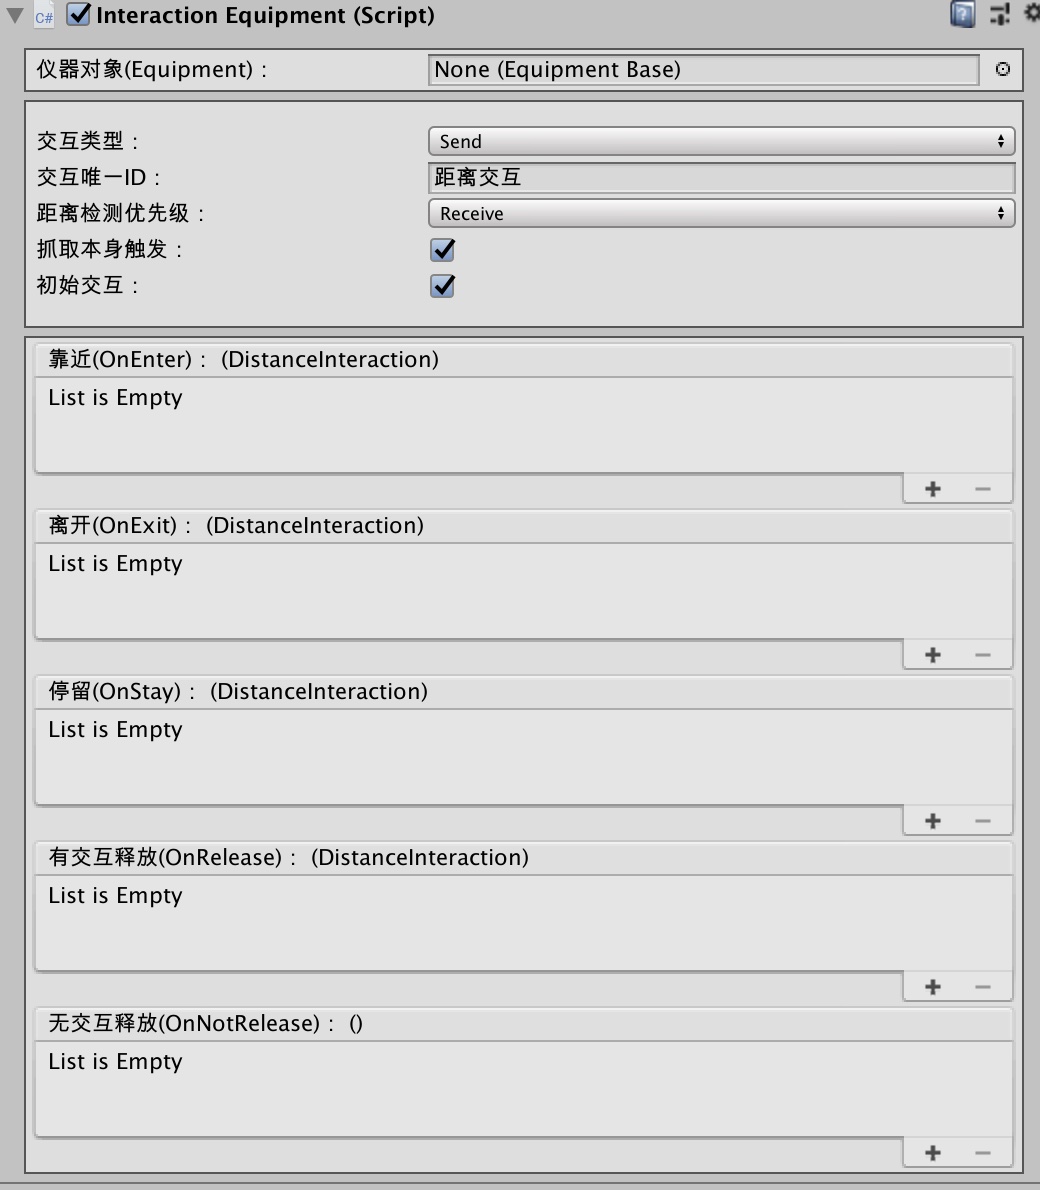 C# Interaction Equipment (Script)
仪器对象(Equipment) : None (Equipment Base)
交互类型 : Send
交互唯一ID : 距离交互
距离检测优先级 : Receive
抓取本身触发 :
初始交互 :
靠近(OnEnter) : (DistanceInteraction)
List is Empty
离开(OnExit) : (DistanceInteraction)
List is Empty
停留(OnStay) : (DistanceInteraction)
List is Empty
有交互释放(OnRelease) : (DistanceInteraction)
List is Empty
无交互释放(OnNotRelease) : ()
List is Empty